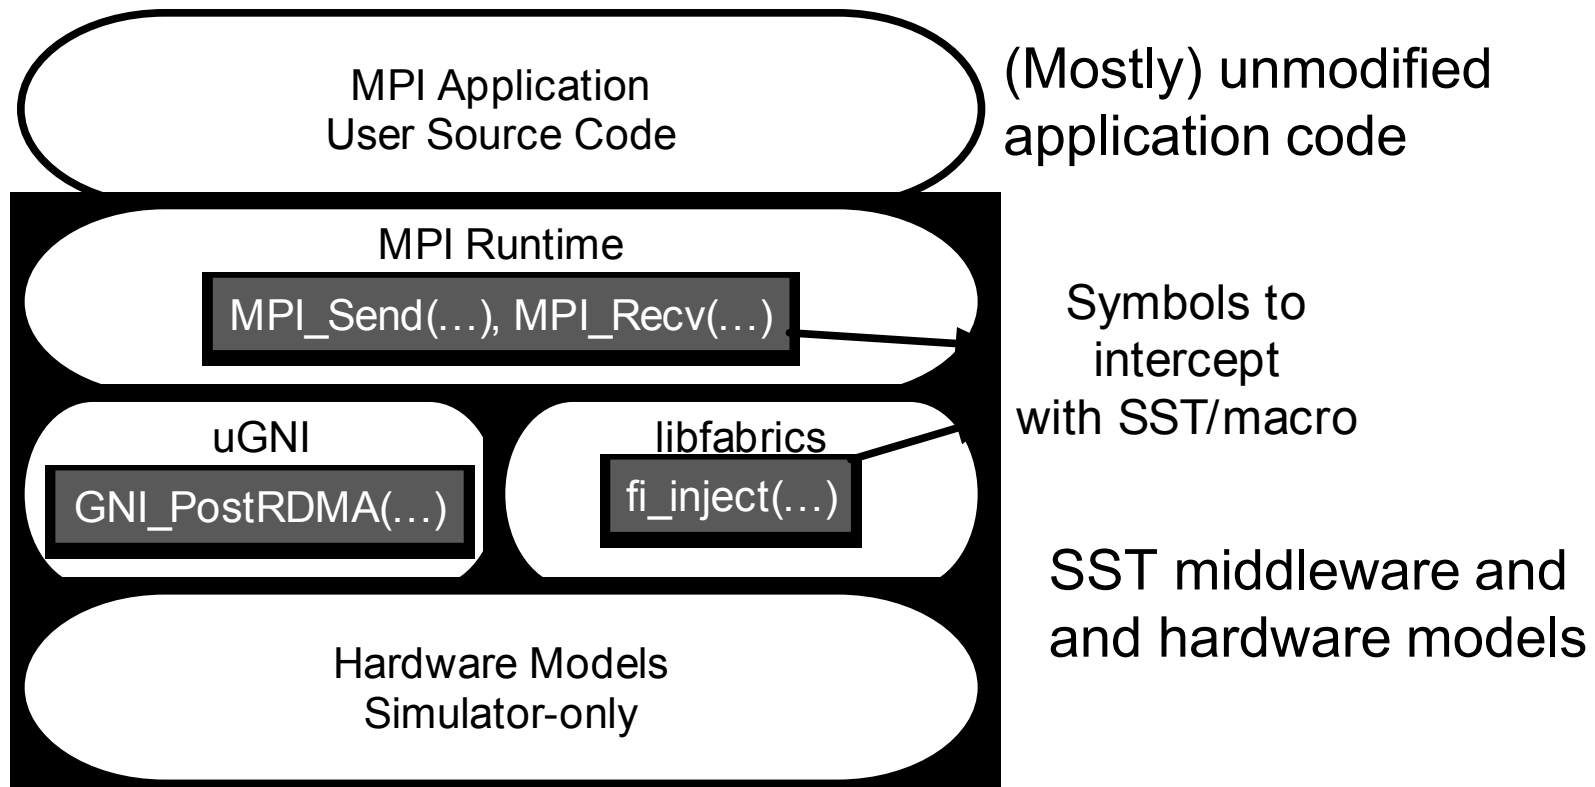 MPI Application
User Source Code
(Mostly) unmodified
application code
MPI Runtime
MPI_Send(…), MPI_Recv(…)
Symbols to
intercept
with SST/macro
uGNI
GNI_PostRDMA(…)
libfabrics
fi_inject(…)
SST middleware and
and hardware models
Hardware Models
Simulator-only